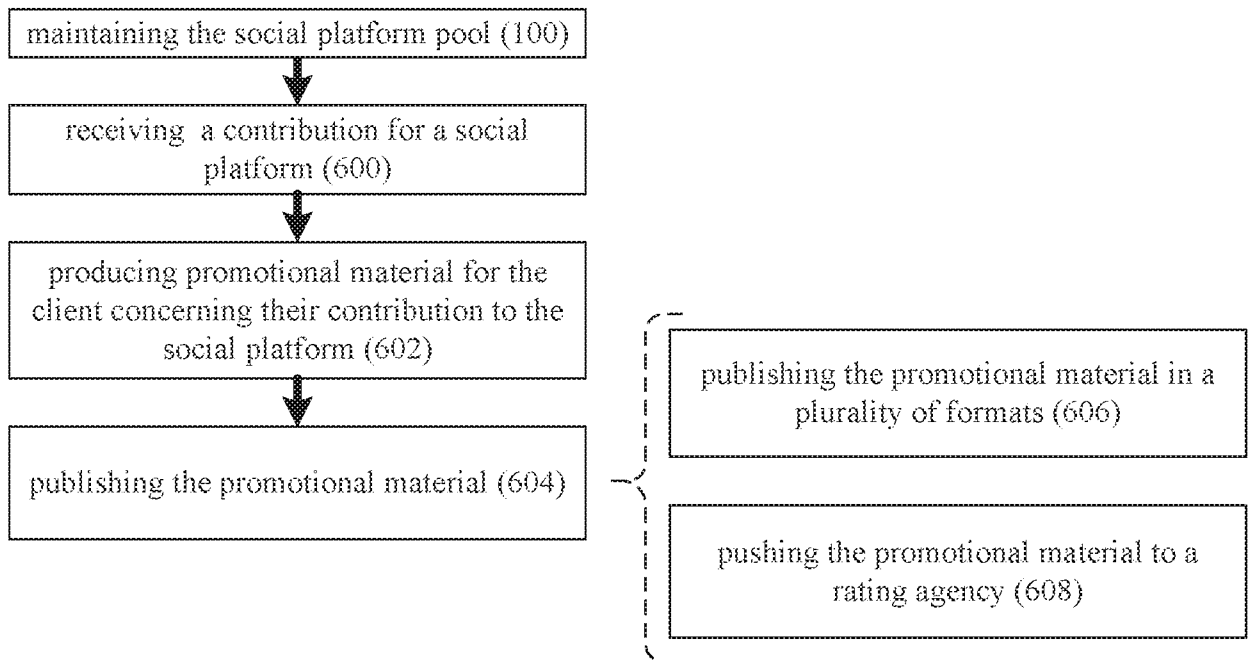 maintaining the social platform pool (100)
receiving a contribution for a social
platform (600)
producing promotional material for the
client concerning their contribution to the
social platform (602)
publishing the promotional material (604)
publishing the promotional material in a
plurality of formats (606)
pushing the promotional material to a
rating agency (608)